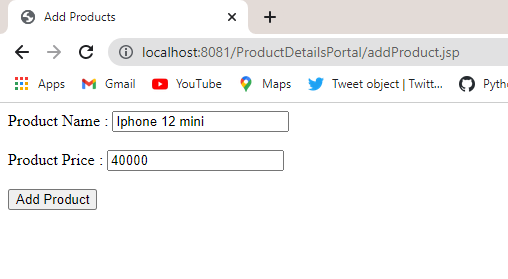 Add Products
localhost:8081/ProductDetailsPortal/addProduct.jsp
Apps Gmail YouTube Maps Tweet object | Twitt... Pytho
Product Name : Iphone 12 mini
Product Price : 40000
Add Product